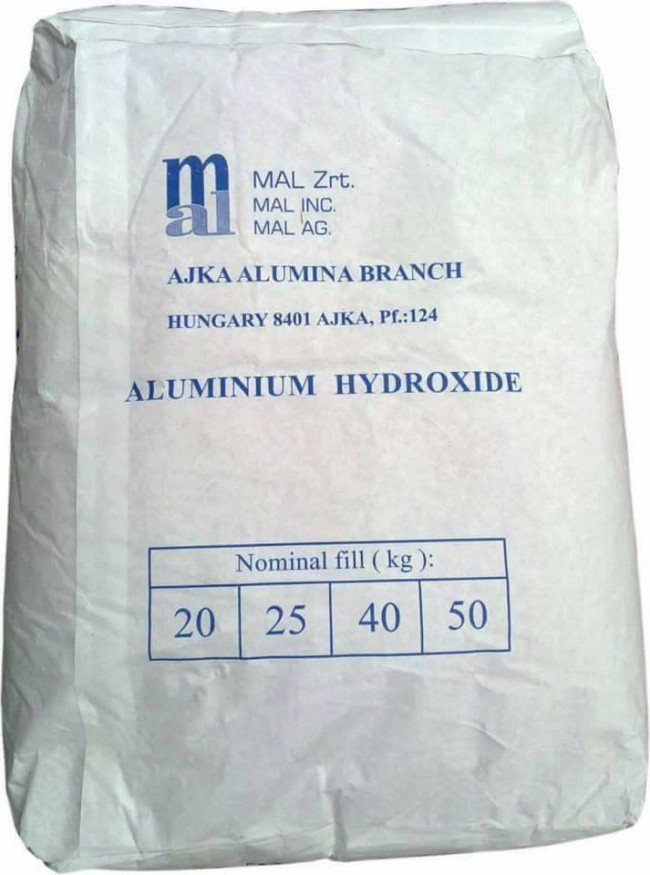 mal
MAL Zrt.
MAL INC.
MAL AG.
AJKA ALUMINA BRANCH
HUNGARY 8401 AJKA, Pf.:124
ALUMINIUM HYDROXIDE
Nominal fill ( kg ):
20 25 40 50